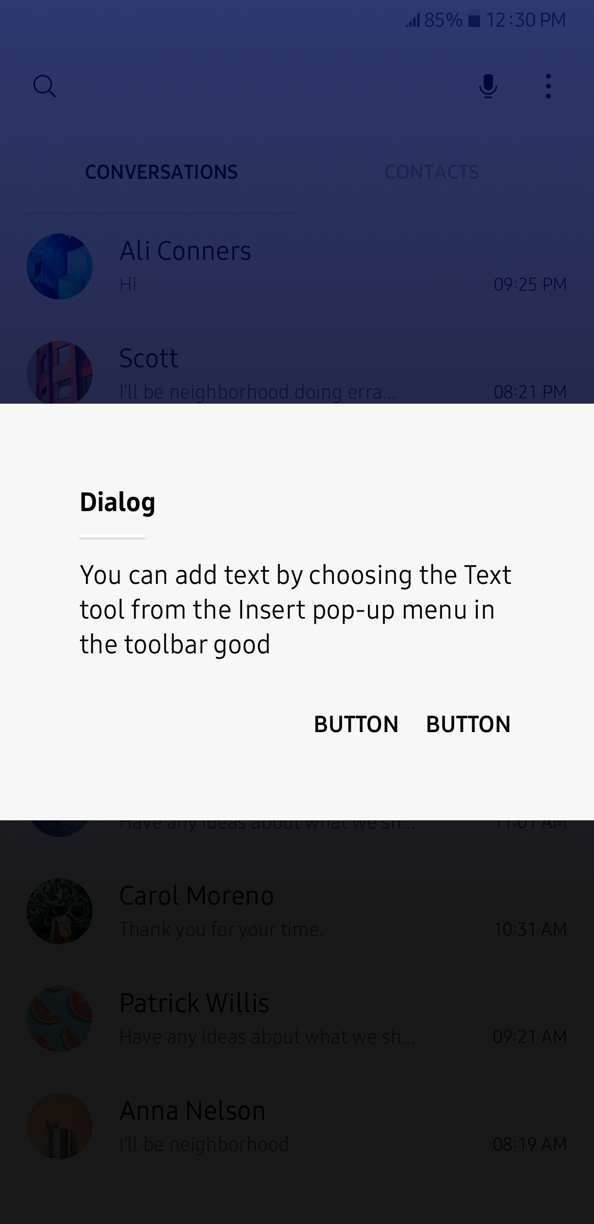 85% 12:30 PM
CONVERSATIONS CONTACTS
Ali Conners
Hi 09:25 PM
Scott
I'll be neighborhood doing erra... 08:21 PM
Dialog
You can add text by choosing the Text
tool from the Insert pop-up menu in
the toolbar good
BUTTON BUTTON
Have any ideas about what we sh... 11:01 AM
Carol Moreno
Thank you for your time. 10:31 AM
Patrick Willis
Have any ideas about what we sh... 09:21 AM
Anna Nelson
I'll be neighborhood 08:19 AM